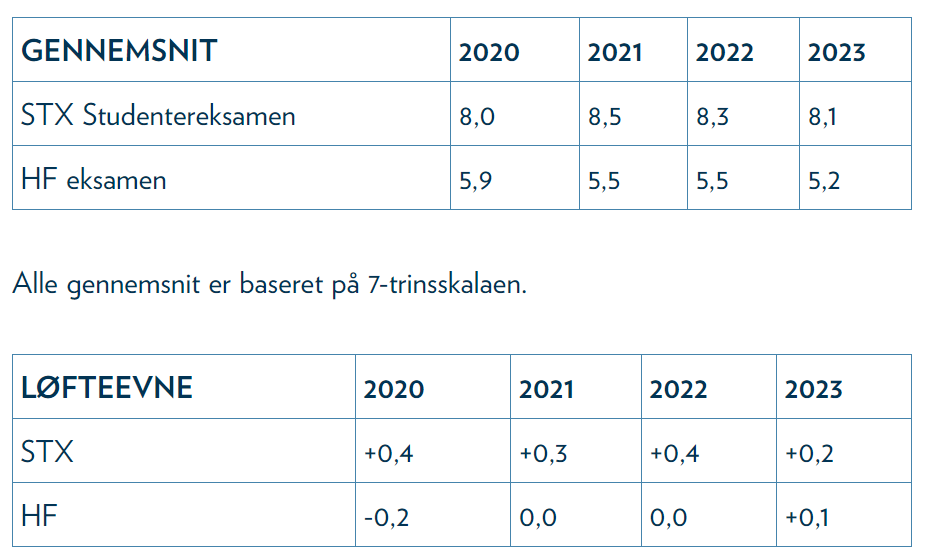 GENNEMSNIT 2020 2021 2022 2023
STX Studentereksamen 8,0 8,5 8,3 8,1
HF eksamen 5,9 5,5 5,5 5,2
Alle gennemsnit er baseret på 7-trinsskalaen.
LØFTEEVNE 2020 2021 2022 2023
STX +0,4 +0,3 +0,4 +0,2
HF -0,2 0,0 0,0 +0,1